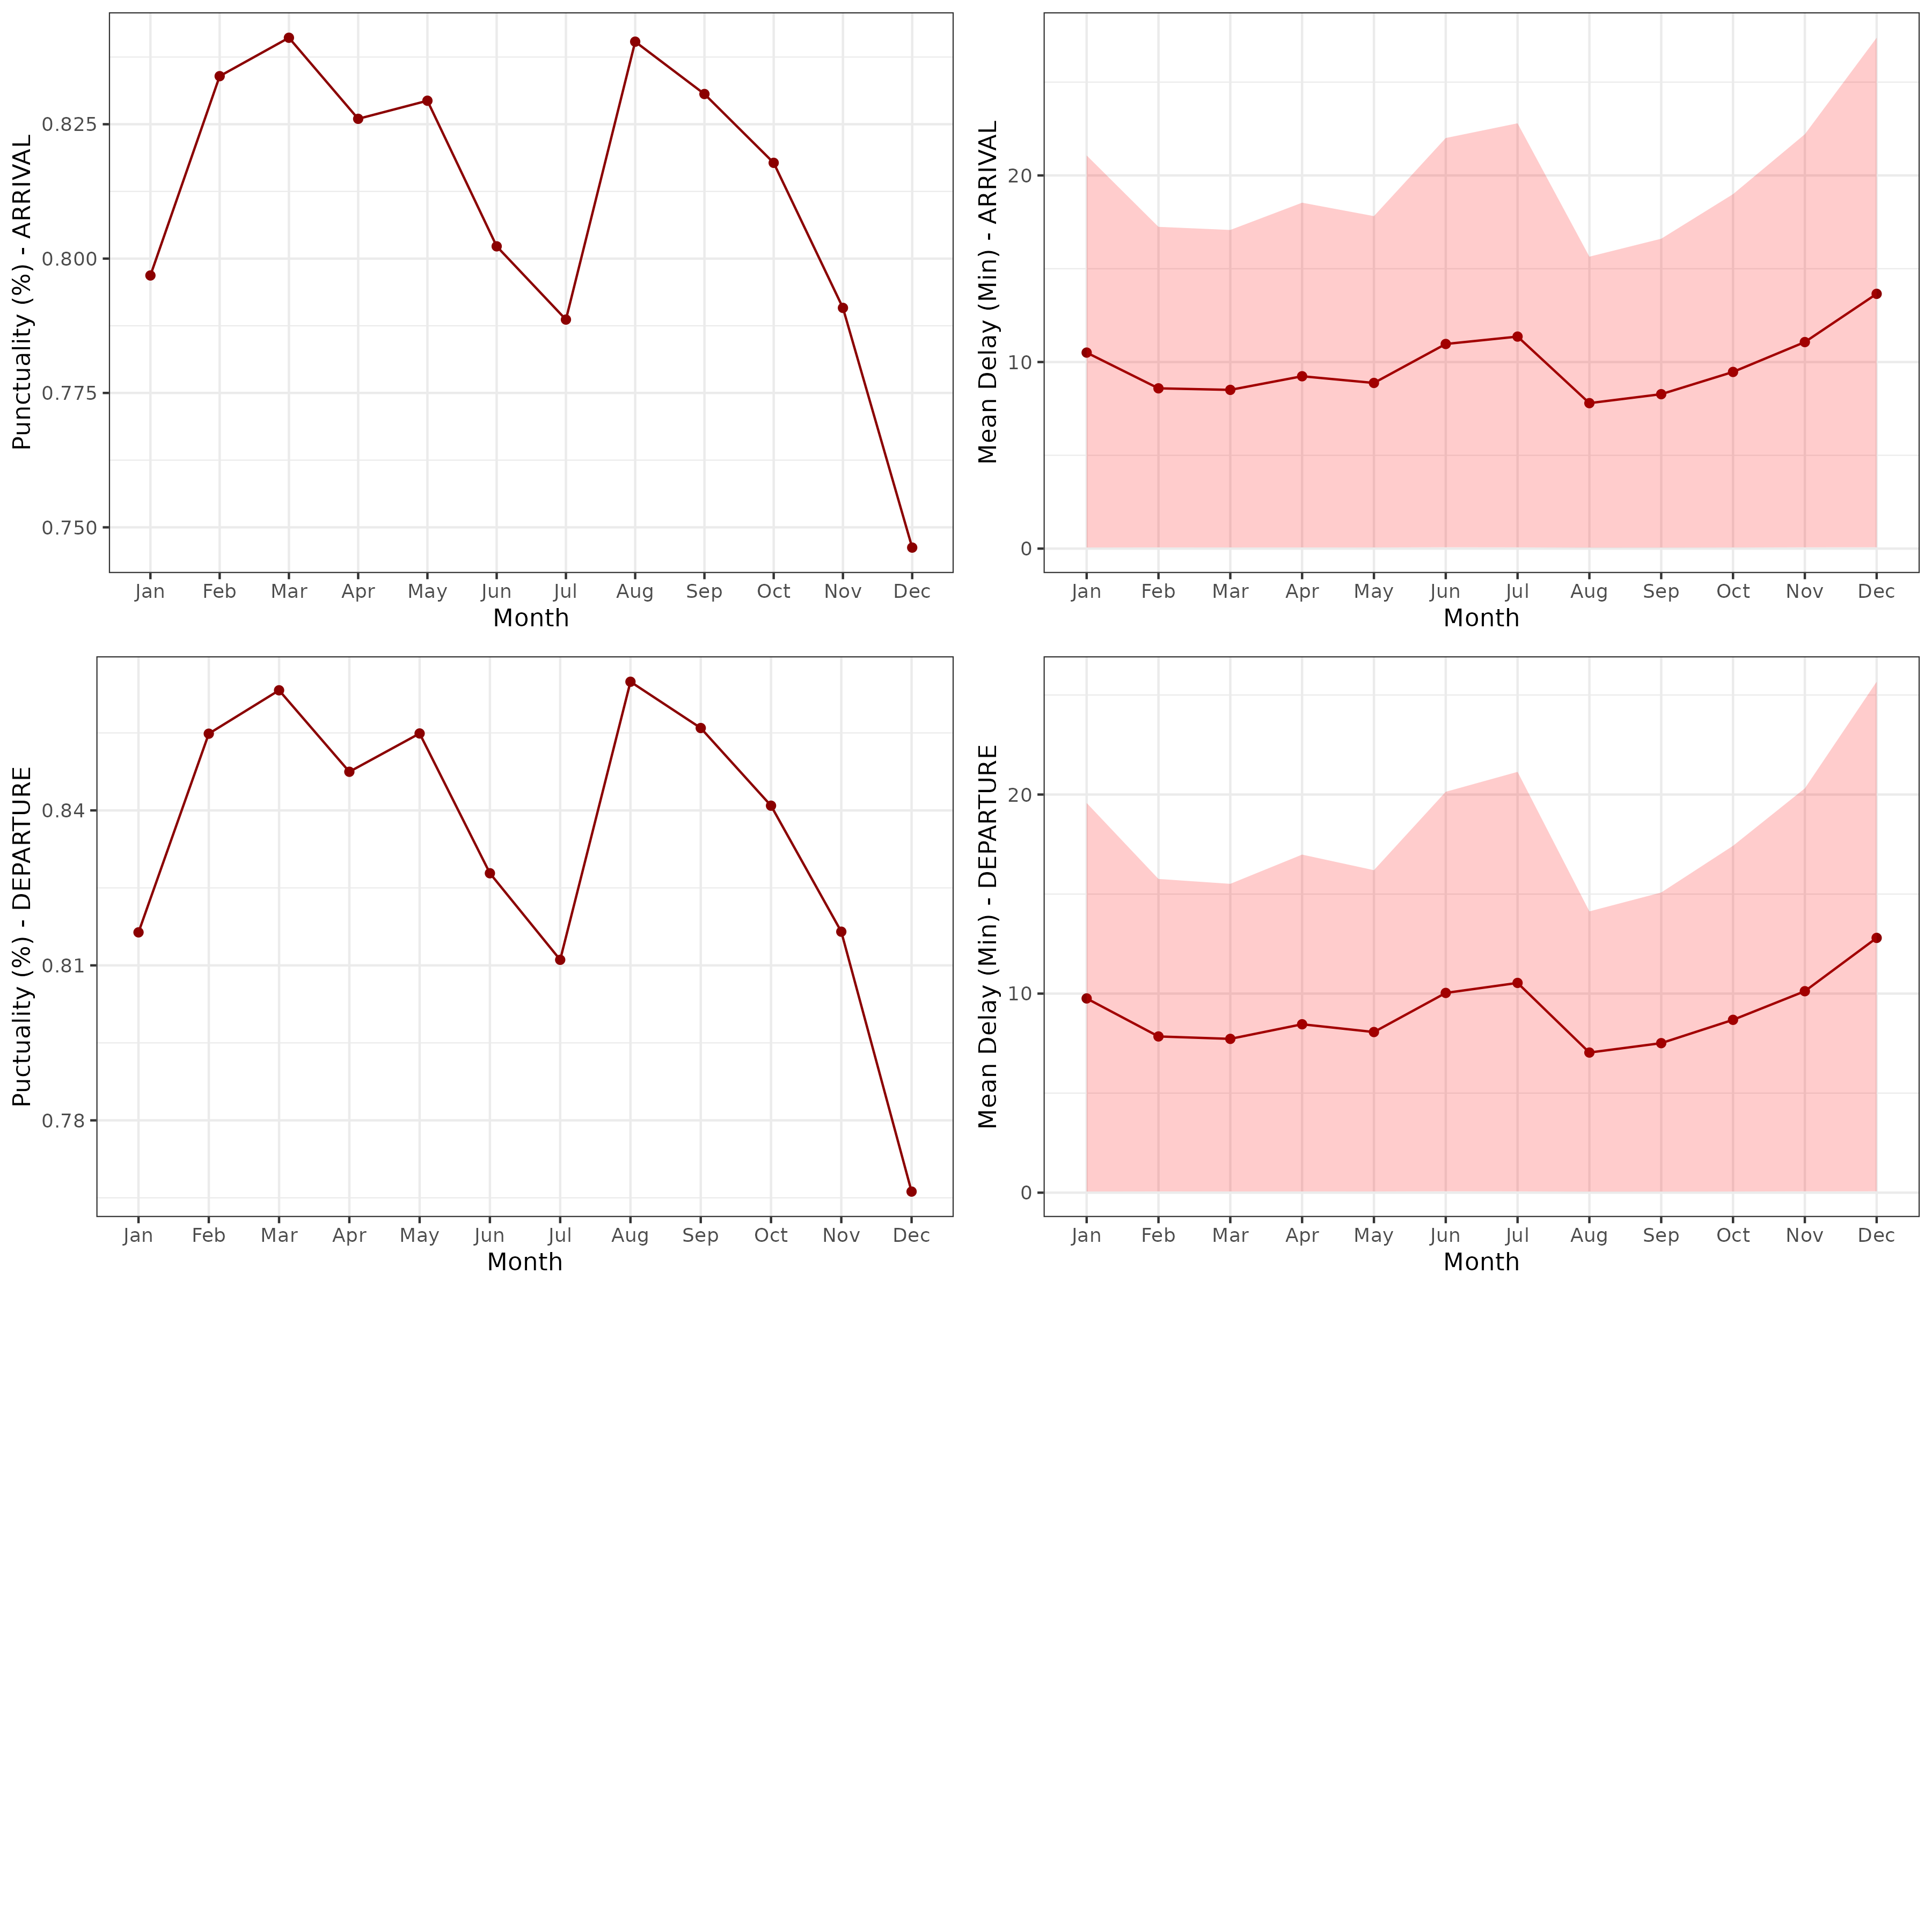 Punctuality (%) - ARRIVAL
0.825
0.800
0.775
0.750
Jan Feb Mar Apr May Jun Jul Aug Sep Oct Nov Dec
Month
Mean Delay (Min) - ARRIVAL
20
10
0
Jan Feb Mar Apr May Jun Jul Aug Sep Oct Nov Dec
Month
Puctuality (%) - DEPARTURE
0.84
0.81
0.78
Jan Feb Mar Apr May Jun Jul Aug Sep Oct Nov Dec
Month
Mean Delay (Min) - DEPARTURE
20
10
0
Jan Feb Mar Apr May Jun Jul Aug Sep Oct Nov Dec
Month